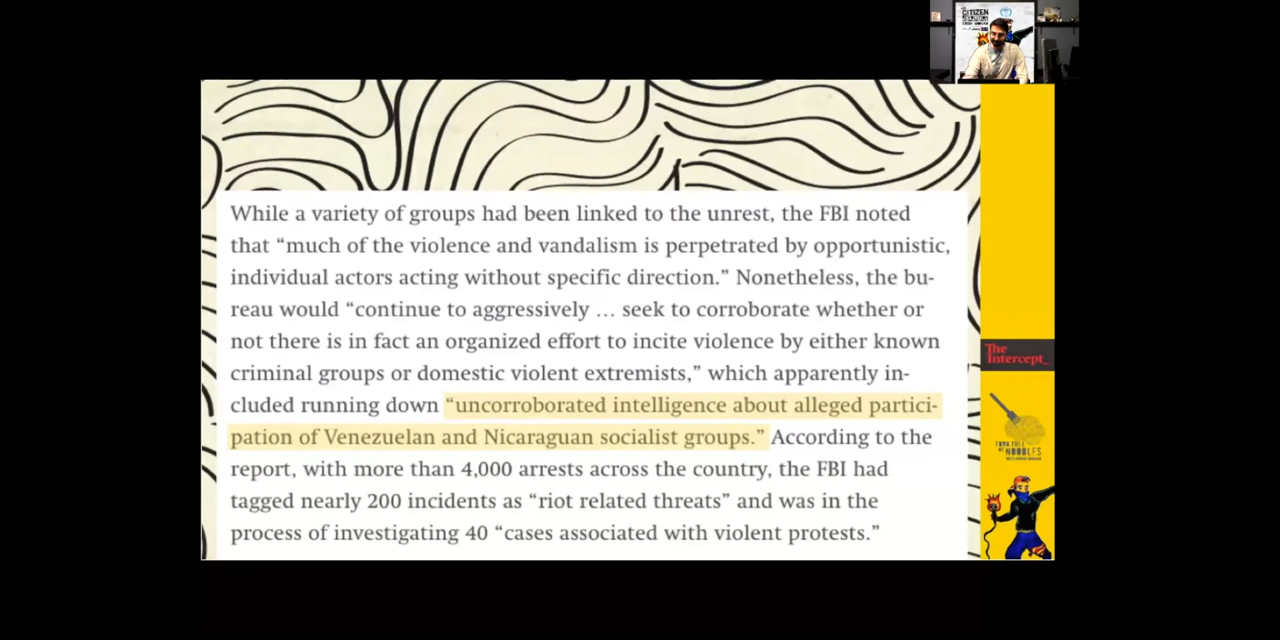 CITIZEN
While a variety of groups had been linked to the unrest, the FBI noted
that “much of the violence and vandalism is perpetrated by opportunistic,
individual actors acting without specific direction.” Nonetheless, the bu-
reau would “continue to aggressively … seek to corroborate whether or
not there is in fact an organized effort to incite violence by either known
criminal groups or domestic violent extremists,” which apparently in-
cluded running down “uncorroborated intelligence about alleged partici-
pation of Venezuelan and Nicaraguan socialist groups.” According to the
report, with more than 4,000 arrests across the country, the FBI had
tagged nearly 200 incidents as “riot related threats” and was in the
process of investigating 40 “cases associated with violent protests.”
The
Intercept_
FORK FULL
OF NOODLES